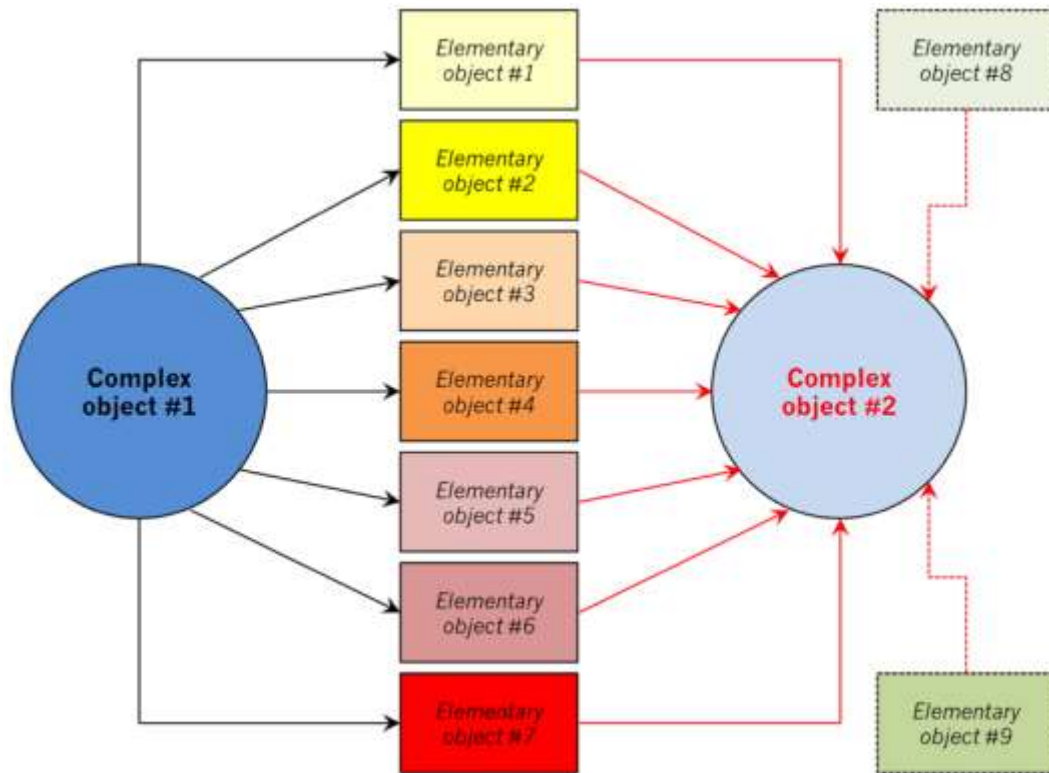 Elementary
object #1
Elementary
object #8
Elementary
object #2
Elementary
object #3
Complex
object #1
Elementary
object #4
Complex
object #2
Elementary
object #5
Elementary
object #6
Elementary
object #7
Elementary
object #9